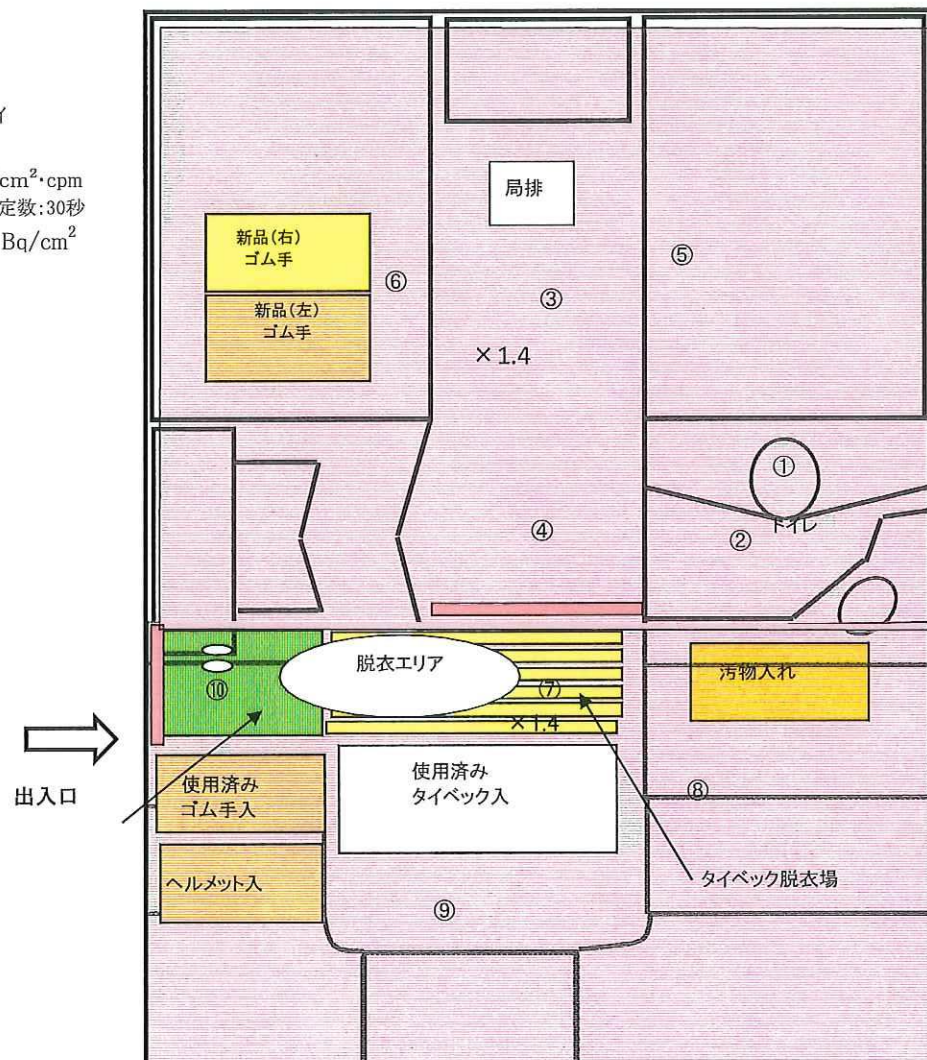 イ
cm²・cpm
定数:30秒
Bq/cm²
局排
新品(右)
ゴム手
⑥
⑤
③
新品(左)
ゴム手
×1.4
①
④
②
トイレ
脱衣エリア
⑦
汚物入れ
⑩
×1.4
出入口
使用済み
ゴム手入
使用済み
タイベック入
⑧
ヘルメット入
タイベック脱衣場
⑨